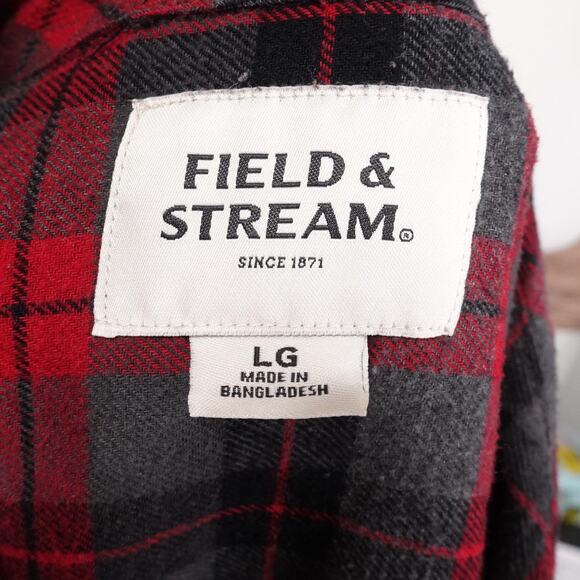 FIELD &
STREAM®
SINCE 1871
LG
MADE IN
BANGLADESH